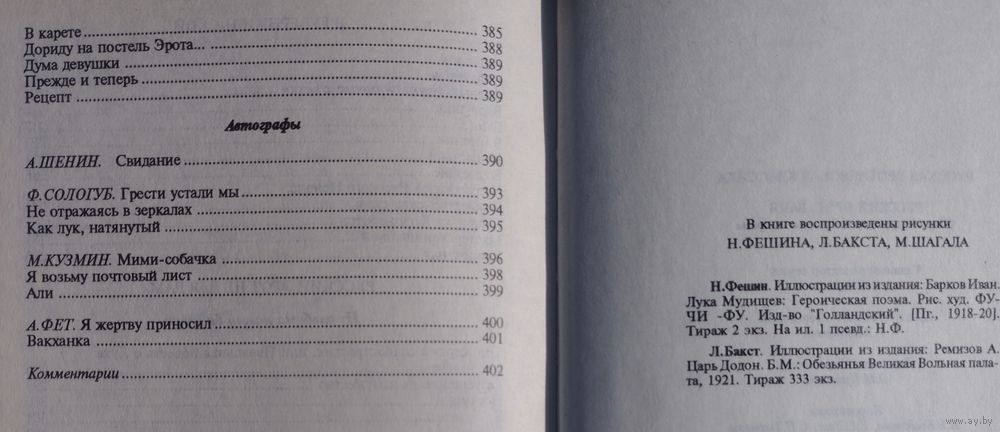 В карете 385
Дориду на постель Эрота... 388
Дума девушки 389
Прежде и теперь 389
Рецепт 389
Автографы
А.ШЕНИН. Свидание 390
Ф.СОЛОГУБ. Грести устали мы 393
Не отражаясь в зеркалах 394
Как лук, натянутый 395
М.КУЗМИН. Мими-собачка 396
Я возьму почтовый лист 398
Али 399
А.ФЕТ. Я жертву приносил 400
Вакханка 401
Комментарии 402
В книге воспроизведены рисунки
Н.ФЕШИНА, Л.БАКСТА, М.ШАГАЛА
Н.Фешин. Иллюстрации из издания: Барков Иван.
Лука Мудищев: Героическая поэма. Рис. худ. ФУ-
ЧИ -ФУ. Изд-во "Голландский". [Пг., 1918-20].
Тираж 2 экз. На ил. 1 псевд.: Н.Ф.
Л.Бакст. Иллюстрации из издания: Ремизов А.
Царь Додон. Б.М.: Обезьянья Великая Вольная пала-
та, 1921. Тираж 333 экз.
www.ay.by